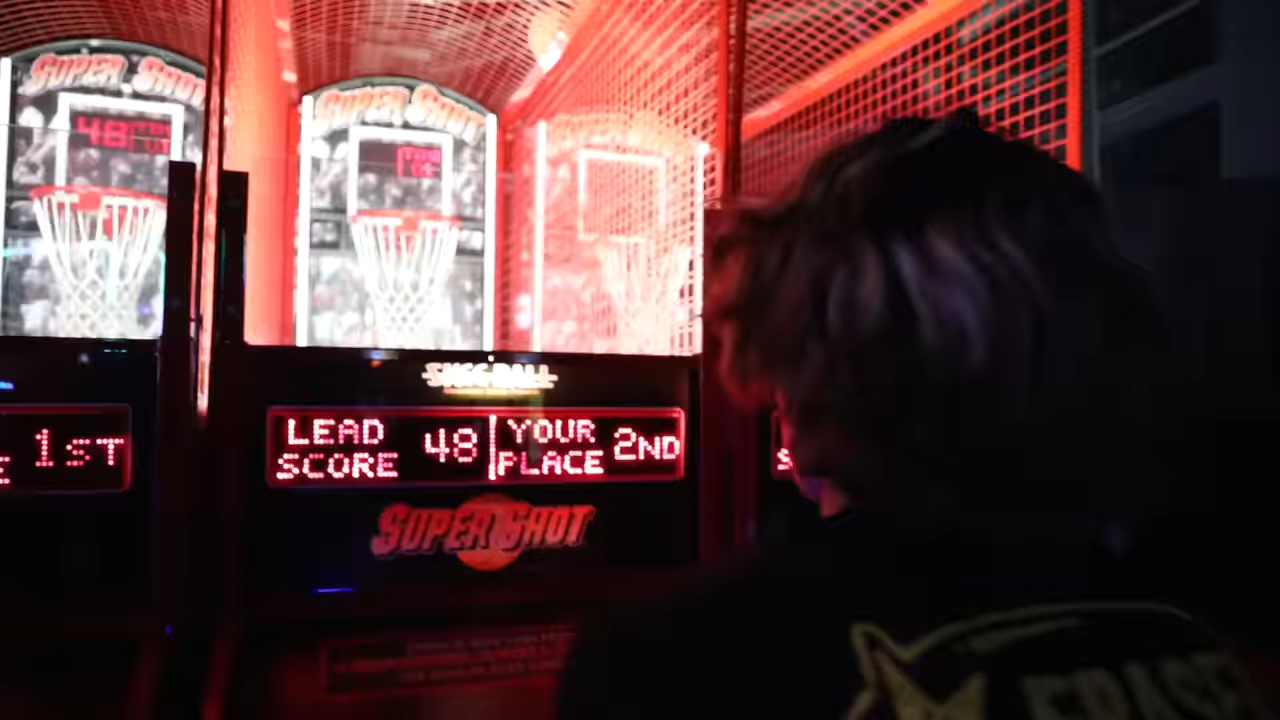 SUPER SHOT
SUPER SHOT
48
SKEE-BALL
1ST
LEAD SCORE 48 YOUR PLACE 2ND
SUPER SHOT